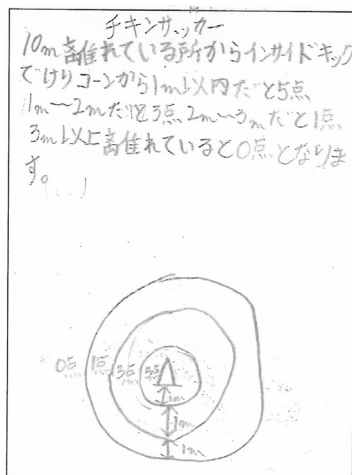 チキンサッカー
10m離れている所からインサイドキック
でけりコーンから1m以内だと5点
1m〜2mだと3点 2m〜3mだと1点
3m以上離れていると0点となりま
す。
0点 1点 3点 5点
1m
1m
1m